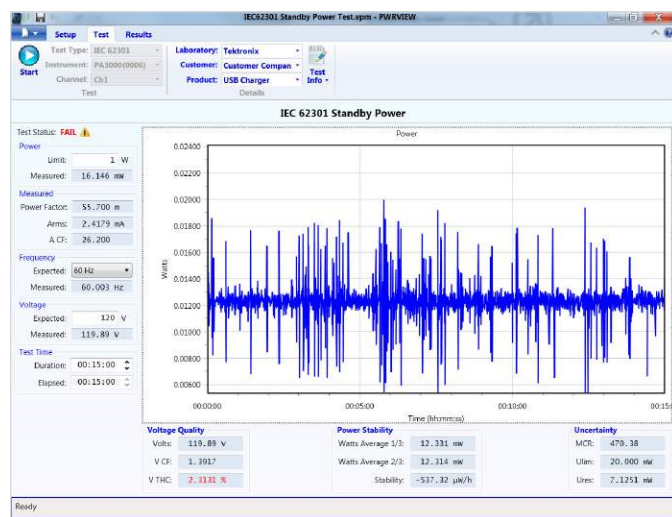 IEC62301 Standby Power Test.vpm - PWRVIEW
Setup Test Results
Start
Test Type: IEC 62301
Instrument: PA3000(0006)
Channel: Ch1
Test
Laboratory: Tektronix
Customer: Customer Compan
Product: USB Charger
Test
Info
Details
IEC 62301 Standby Power
Test Status: FAIL
Power
Limit: 1 W
Measured: 16.146 mW
Measured
Power Factor: 55.700 m
Arms: 2.4179 mA
A CF: 26.200
Frequency
Expected: 60 Hz
Measured: 60.003 Hz
Voltage
Expected: 120 V
Measured: 119.89 V
Test Time
Duration: 00:15:00
Elapsed: 00:15:00
Power
0.02400
0.02200
0.02000
0.01800
0.01600
0.01400
0.01200
0.01000
0.00800
0.00600
Watts
00:00:00 00:05:00 00:10:00 00:15:
Time (hh:mm:ss)
Voltage Quality
Volts: 119.89 V
V CF: 1.3917
V THC: 2.3131 %
Power Stability
Watts Average 1/3: 12.331 mW
Watts Average 2/3: 12.314 mW
Stability: -537.32 µW/h
Uncertainty
MCR: 470.38
Ulim: 20.000 mW
Ures: 7.1251 mW
Ready